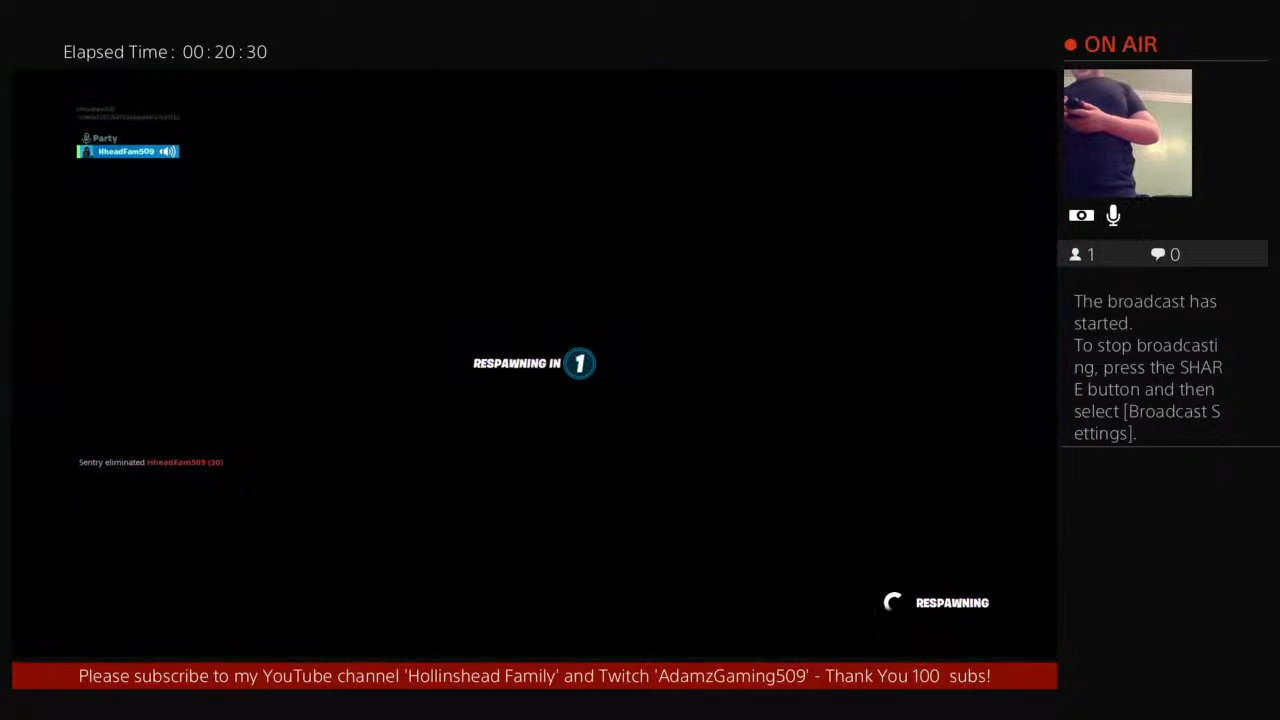 Elapsed Time: 00:20:30
ON AIR
Party
HheadFam509
1
0
The broadcast has
started.
To stop broadcasti
ng, press the SHAR
E button and then
select [Broadcast S
ettings].
RESPAWNING IN 1
Sentry eliminated HheadFam509 (30)
RESPAWNING
Please subscribe to my YouTube channel 'Hollinshead Family' and Twitch 'AdamzGaming509' - Thank You 100 subs!